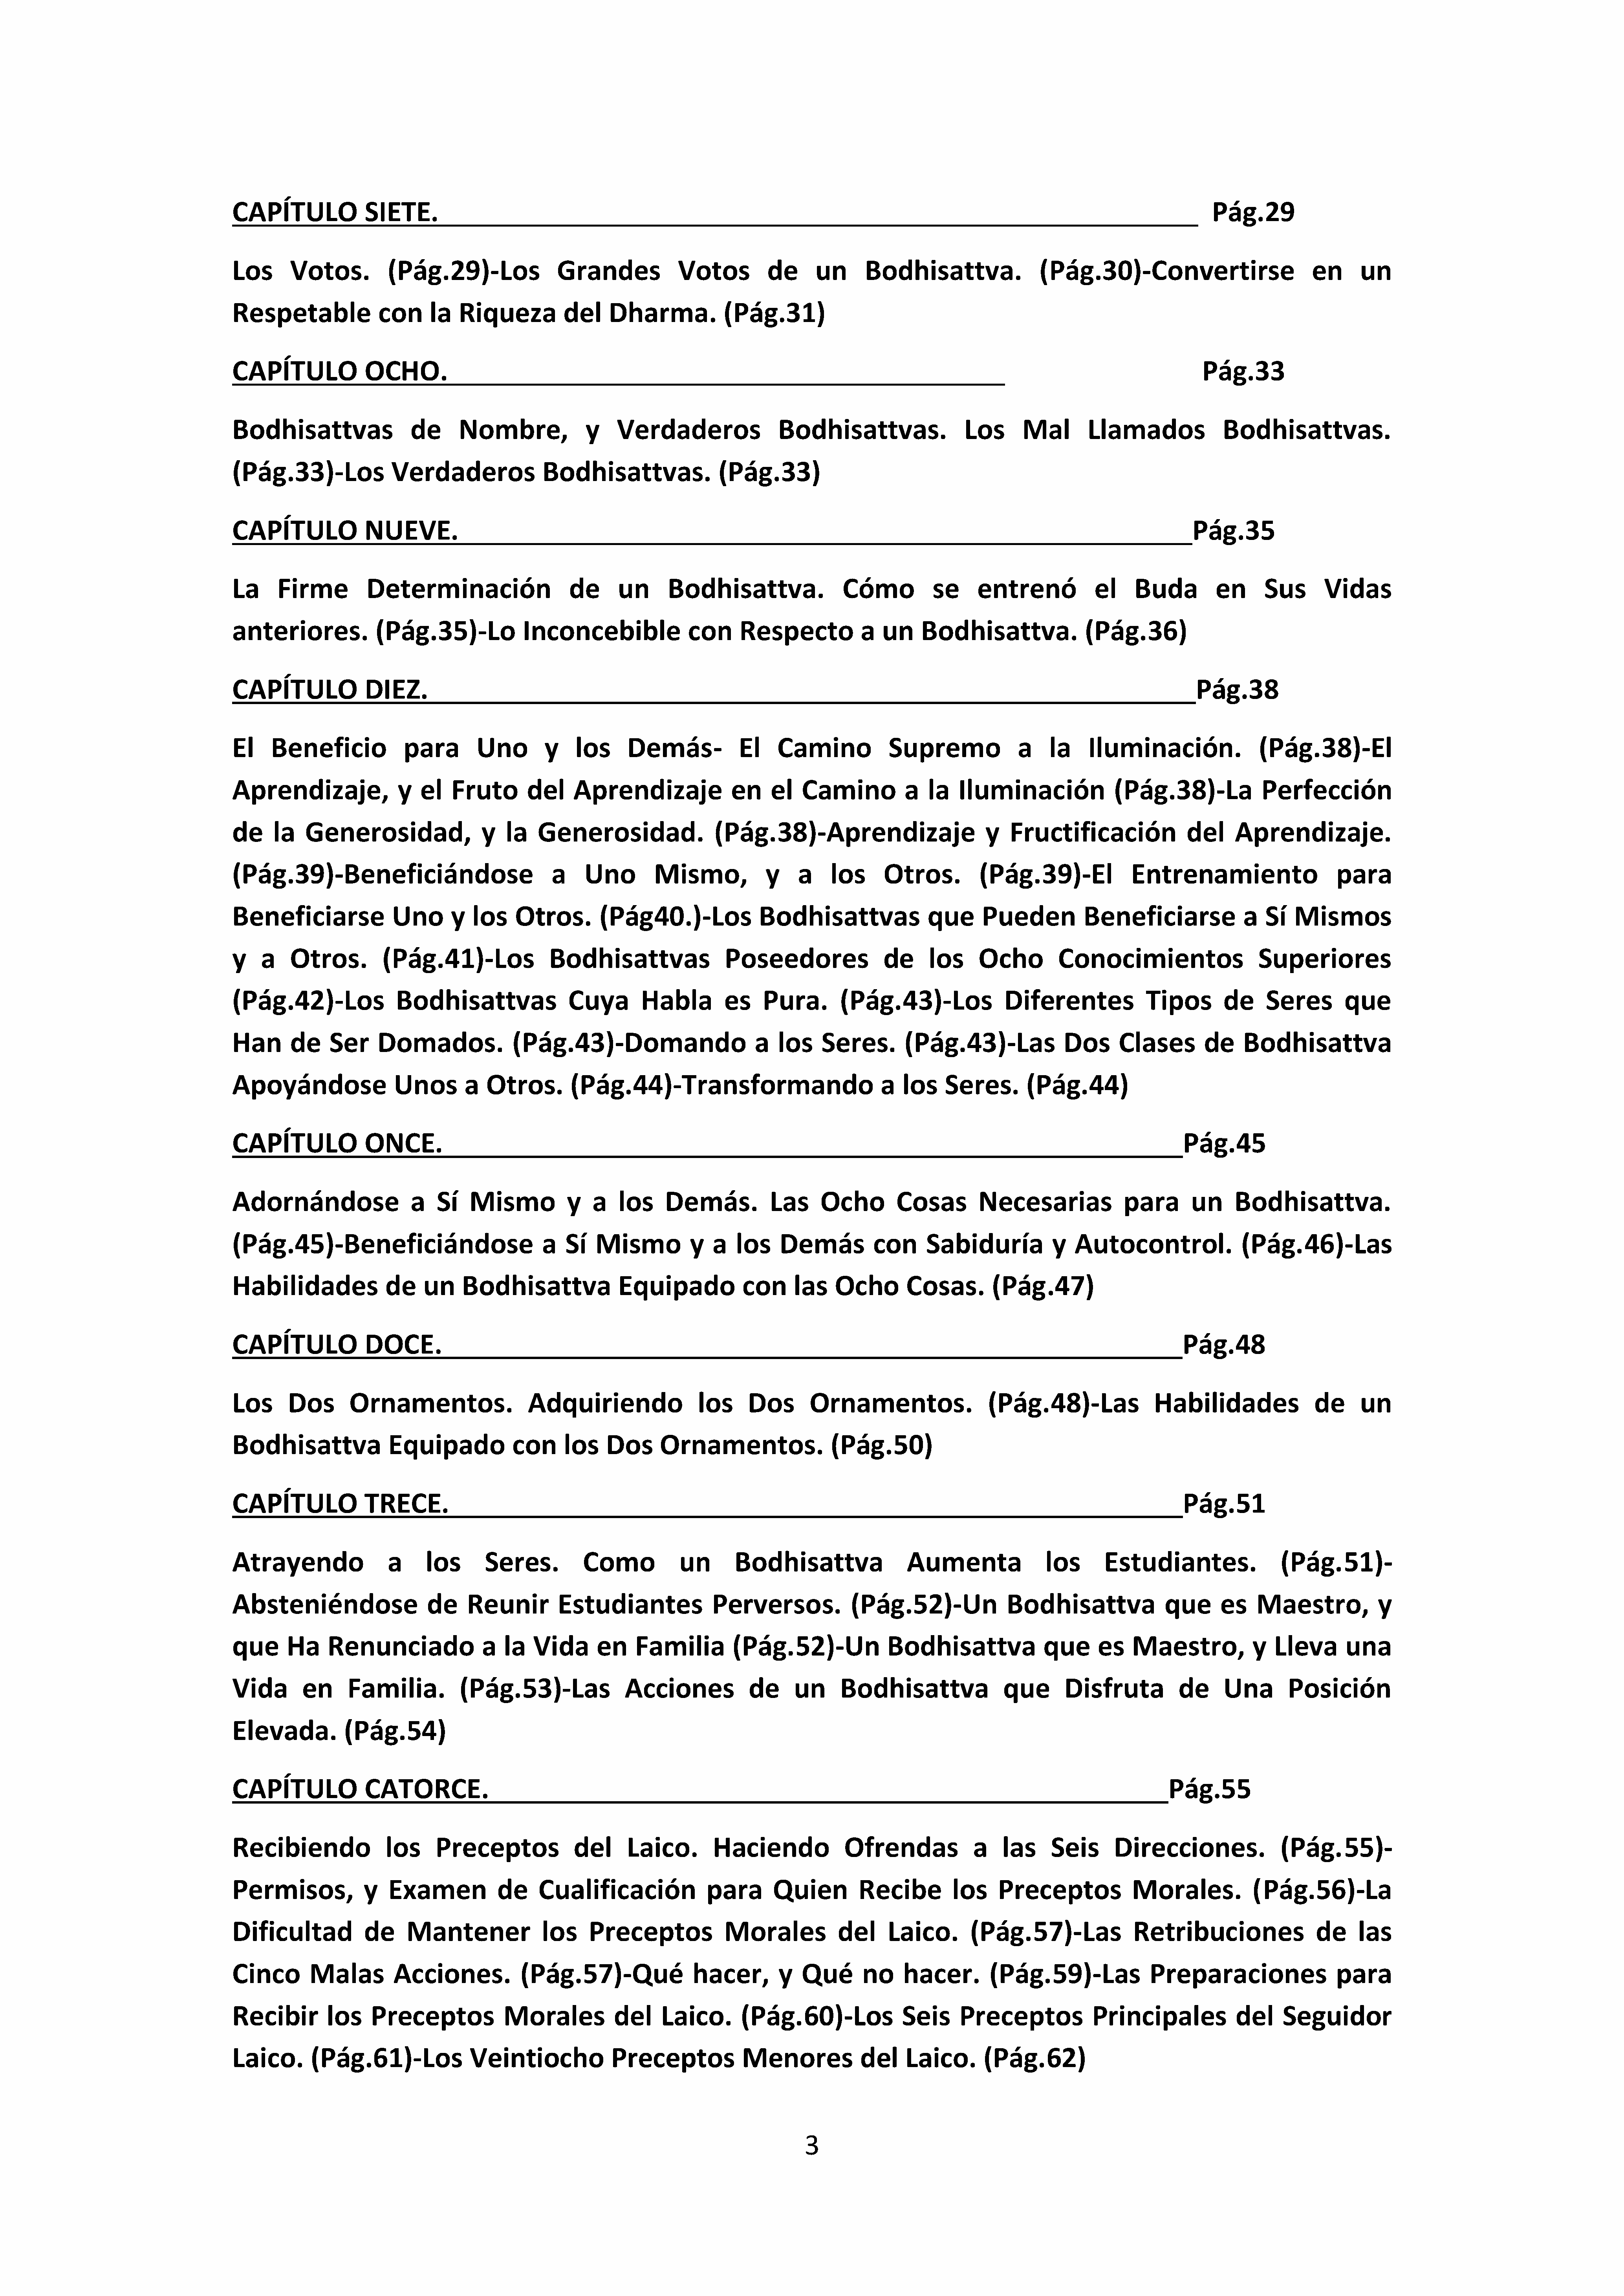 CAPÍTULO SIETE. Pág.29
Los Votos. (Pág.29)-Los Grandes Votos de un Bodhisattva. (Pág.30)-Convertirse en un
Respetable con la Riqueza del Dharma. (Pág.31)
CAPÍTULO OCHO. Pág.33
Bodhisattvas de Nombre, y Verdaderos Bodhisattvas. Los Mal Llamados Bodhisattvas.
(Pág.33)-Los Verdaderos Bodhisattvas. (Pág.33)
CAPÍTULO NUEVE. Pág.35
La Firme Determinación de un Bodhisattva. Cómo se entrenó el Buda en Sus Vidas
anteriores. (Pág.35)-Lo Inconcebible con Respecto a un Bodhisattva. (Pág.36)
CAPÍTULO DIEZ. Pág.38
El Beneficio para Uno y los Demás- El Camino Supremo a la Iluminación. (Pág.38)-El
Aprendizaje, y el Fruto del Aprendizaje en el Camino a la Iluminación (Pág.38)-La Perfección
de la Generosidad, y la Generosidad. (Pág.38)-Aprendizaje y Fructificación del Aprendizaje.
(Pág.39)-Beneficiándose a Uno Mismo, y a los Otros. (Pág.39)-El Entrenamiento para
Beneficiarse Uno y los Otros. (Pág40.)-Los Bodhisattvas que Pueden Beneficiarse a Sí Mismos
y a Otros. (Pág.41)-Los Bodhisattvas Poseedores de los Ocho Conocimientos Superiores
(Pág.42)-Los Bodhisattvas Cuya Habla es Pura. (Pág.43)-Los Diferentes Tipos de Seres que
Han de Ser Domados. (Pág.43)-Domando a los Seres. (Pág.43)-Las Dos Clases de Bodhisattva
Apoyándose Unos a Otros. (Pág.44)-Transformando a los Seres. (Pág.44)
CAPÍTULO ONCE. Pág.45
Adornándose a Sí Mismo y a los Demás. Las Ocho Cosas Necesarias para un Bodhisattva.
(Pág.45)-Beneficiándose a Sí Mismo y a los Demás con Sabiduría y Autocontrol. (Pág.46)-Las
Habilidades de un Bodhisattva Equipado con las Ocho Cosas. (Pág.47)
CAPÍTULO DOCE. Pág.48
Los Dos Ornamentos. Adquiriendo los Dos Ornamentos. (Pág.48)-Las Habilidades de un
Bodhisattva Equipado con los Dos Ornamentos. (Pág.50)
CAPÍTULO TRECE. Pág.51
Atrayendo a los Seres. Como un Bodhisattva Aumenta los Estudiantes. (Pág.51)-
Absteniéndose de Reunir Estudiantes Perversos. (Pág.52)-Un Bodhisattva que es Maestro, y
que Ha Renunciado a la Vida en Familia (Pág.52)-Un Bodhisattva que es Maestro, y Lleva una
Vida en Familia. (Pág.53)-Las Acciones de un Bodhisattva que Disfruta de Una Posición
Elevada. (Pág.54)
CAPÍTULO CATORCE. Pág.55
Recibiendo los Preceptos del Laico. Haciendo Ofrendas a las Seis Direcciones. (Pág.55)-
Permisos, y Examen de Cualificación para Quien Recibe los Preceptos Morales. (Pág.56)-La
Dificultad de Mantener los Preceptos Morales del Laico. (Pág.57)-Las Retribuciones de las
Cinco Malas Acciones. (Pág.57)-Qué hacer, y Qué no hacer. (Pág.59)-Las Preparaciones para
Recibir los Preceptos Morales del Laico. (Pág.60)-Los Seis Preceptos Principales del Seguidor
Laico. (Pág.61)-Los Veintiocho Preceptos Menores del Laico. (Pág.62)
3